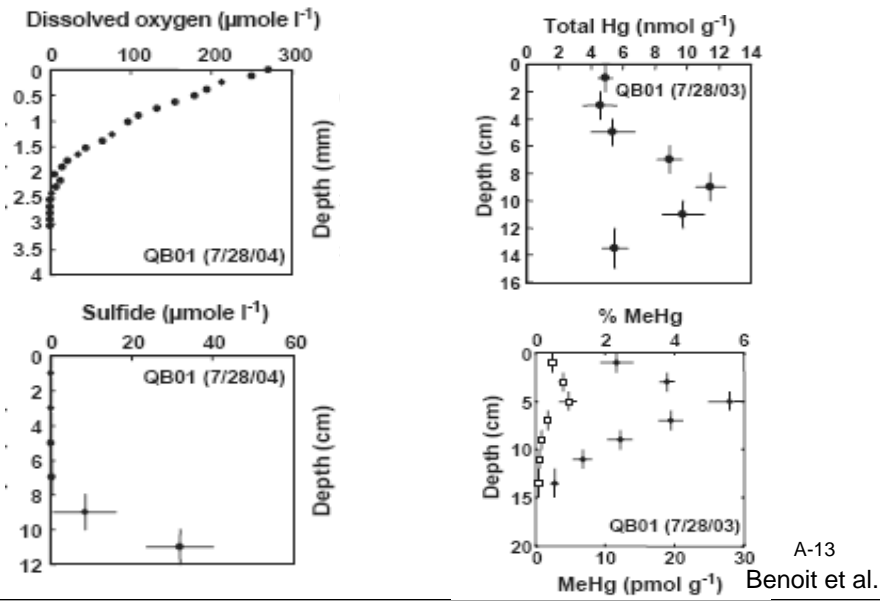 Dissolved oxygen (µmole l⁻¹)
0 100 200 300
0
0.5
1
1.5
2
2.5
3
3.5
4
Depth (mm)
QB01 (7/28/04)
Total Hg (nmol g⁻¹)
0 2 4 6 8 10 12 14
0
2
4
6
8
10
12
14
16
Depth (cm)
QB01 (7/28/03)
Sulfide (µmole l⁻¹)
0 20 40 60
0
2
4
6
8
10
12
Depth (cm)
QB01 (7/28/04)
% MeHg
0 2 4 6
0
5
10
15
20
Depth (cm)
QB01 (7/28/03)
0 10 20 30
MeHg (pmol g⁻¹)
A-13
Benoit et al.